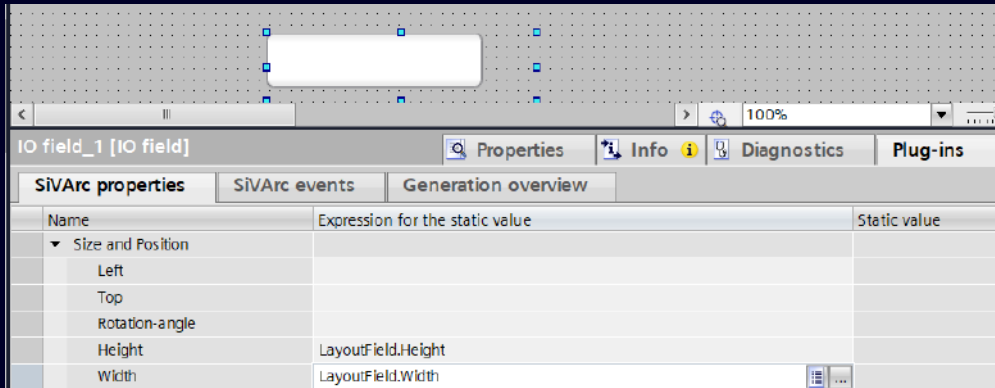 100%
IO field_1 [IO field]
Properties Info Diagnostics Plug-ins
SiVArc properties SiVArc events Generation overview
Name Expression for the static value Static value
Size and Position
Left
Top
Rotation-angle
Height LayoutField.Height
Width LayoutField.Width ...